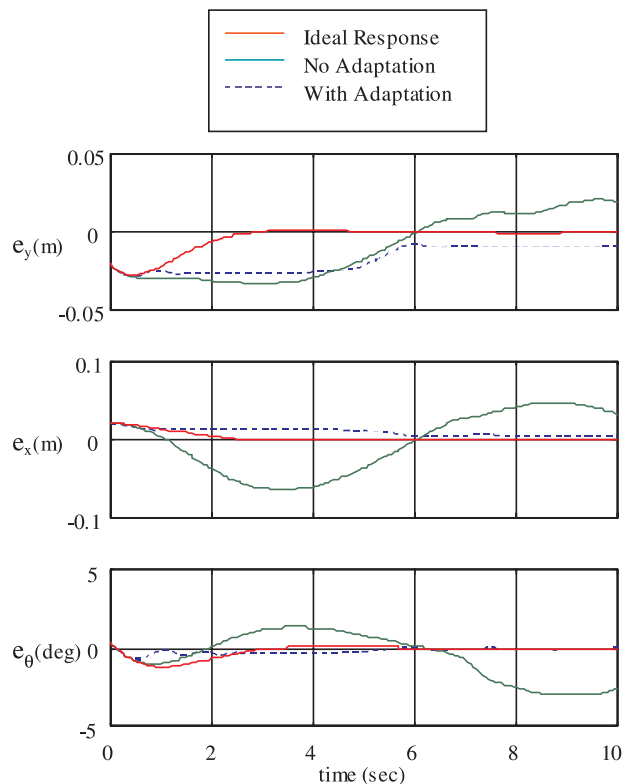 Ideal Response
No Adaptation
With Adaptation
0.05
0
-0.05
e_y(m)
0.1
0
-0.1
e_x(m)
5
0
-5
e_θ(deg)
0 2 4 6 8 10
time (sec)